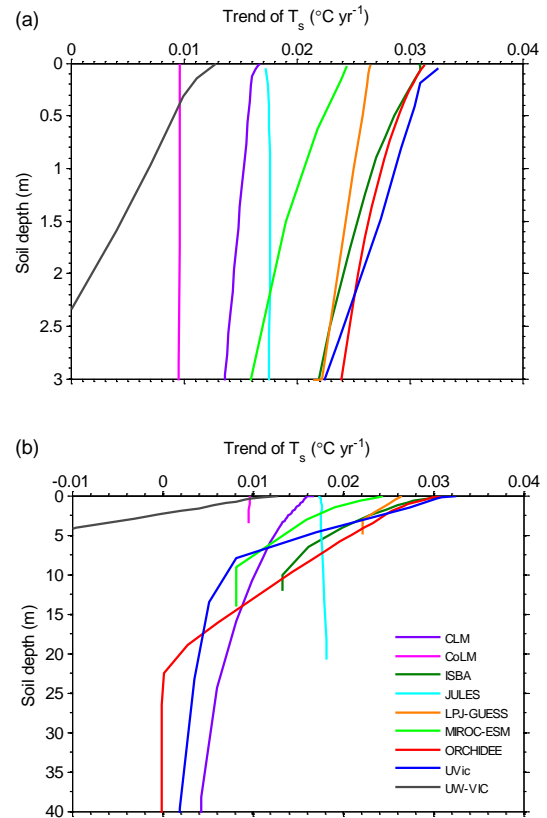 (a)
Trend of Ts (°C yr⁻¹)
0 0.01 0.02 0.03 0.04
0
0.5
1
1.5
2
2.5
3
Soil depth (m)
(b)
Trend of Ts (°C yr⁻¹)
-0.01 0 0.01 0.02 0.03 0.04
0
5
10
15
20
25
30
35
40
Soil depth (m)
CLM
CoLM
ISBA
JULES
LPJ-GUESS
MIROC-ESM
ORCHIDEE
UVic
UW-VIC